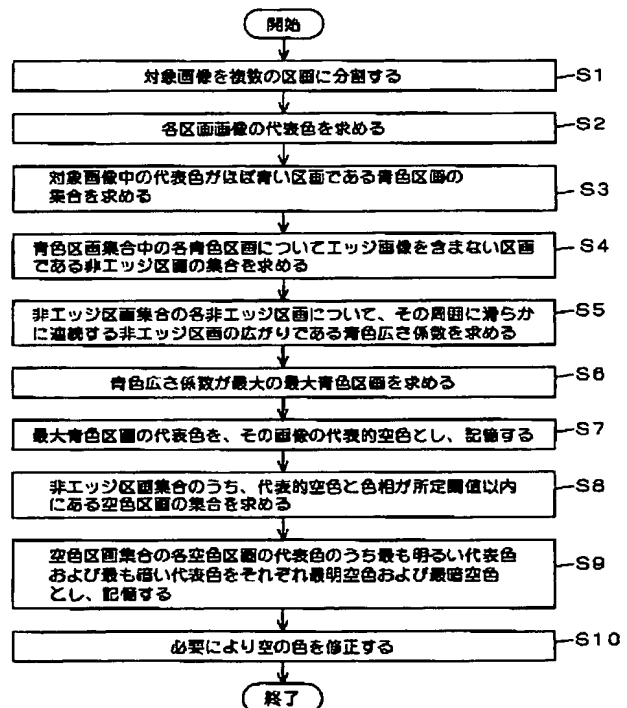 開始
対象画像を複数の区画に分割する
S1
各区画画像の代表色を求める
S2
対象画像中の代表色がほぼ青い区画である青色区画の
集合を求める
S3
青色区画集合中の各青色区画についてエッジ画像を含まない区画
である非エッジ区画の集合を求める
S4
非エッジ区画集合の各非エッジ区画について、その周囲に滑らか
に連続する非エッジ区画の広がりである青色広さ係数を求める
S5
青色広さ係数が最大の最大青色区画を求める
S6
最大青色区画の代表色を、その画像の代表的空色とし、記憶する
S7
非エッジ区画集合のうち、代表的空色と色相が所定閾値以内
にある空色区画の集合を求める
S8
空色区画集合の各空色区画の代表色のうち最も明るい代表色
および最も暗い代表色をそれぞれ最明空色および最暗空色
とし、記憶する
S9
必要により空の色を修正する
S10
終了